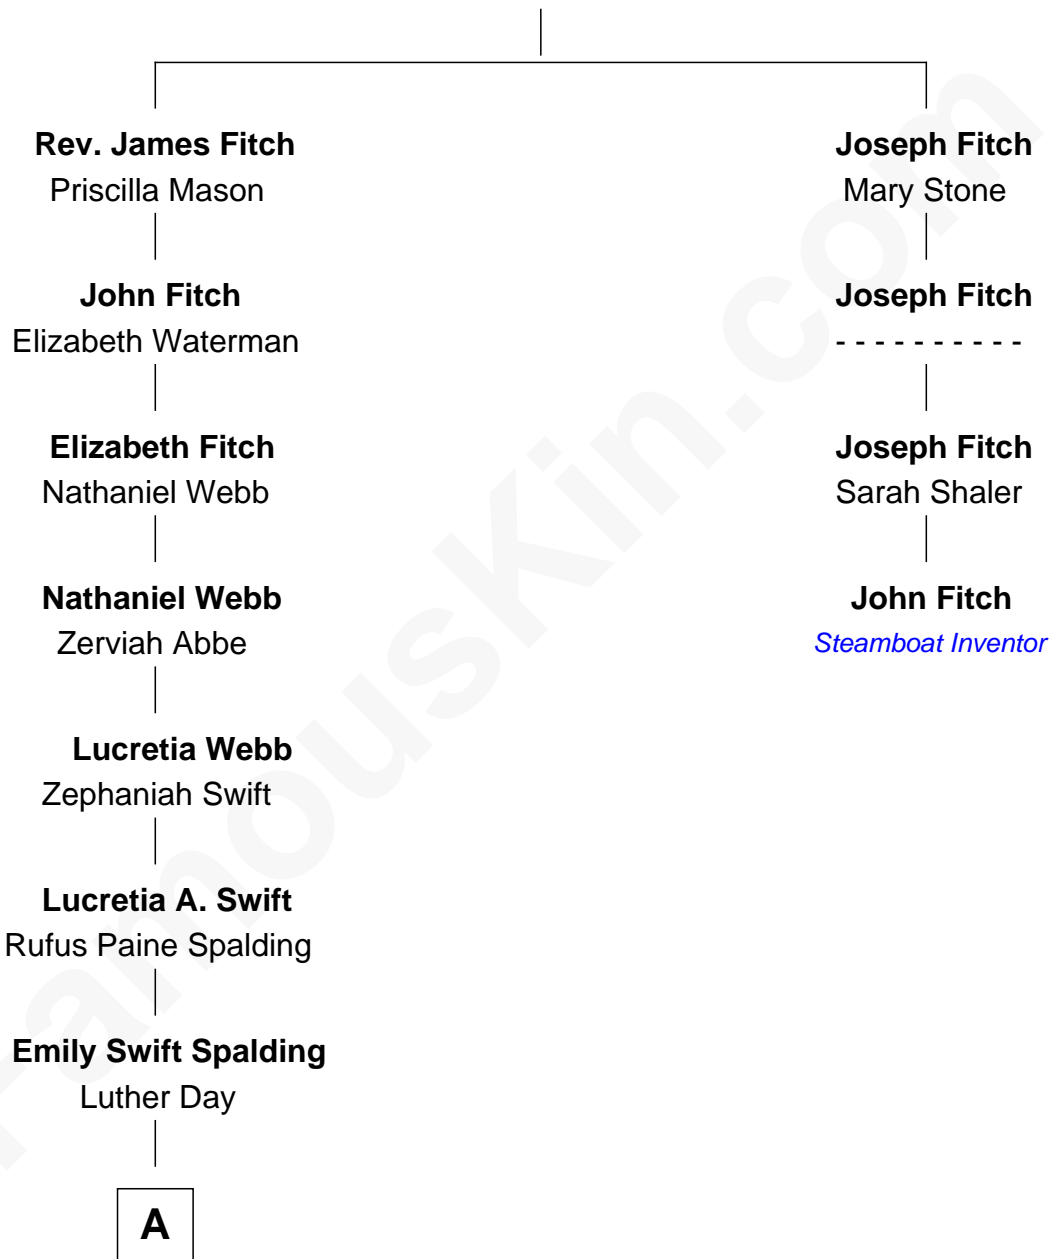 Rev. James Fitch
Priscilla Mason
John Fitch
Elizabeth Waterman
Elizabeth Fitch
Nathaniel Webb
Nathaniel Webb
Zerviah Abbe
Lucretia Webb
Zephaniah Swift
Lucretia A. Swift
Rufus Paine Spalding
Emily Swift Spalding
Luther Day
A
Joseph Fitch
Mary Stone
Joseph Fitch
- - - - - - - - - -
Joseph Fitch
Sarah Shaler
John Fitch
Steamboat Inventor
FamousKin.com